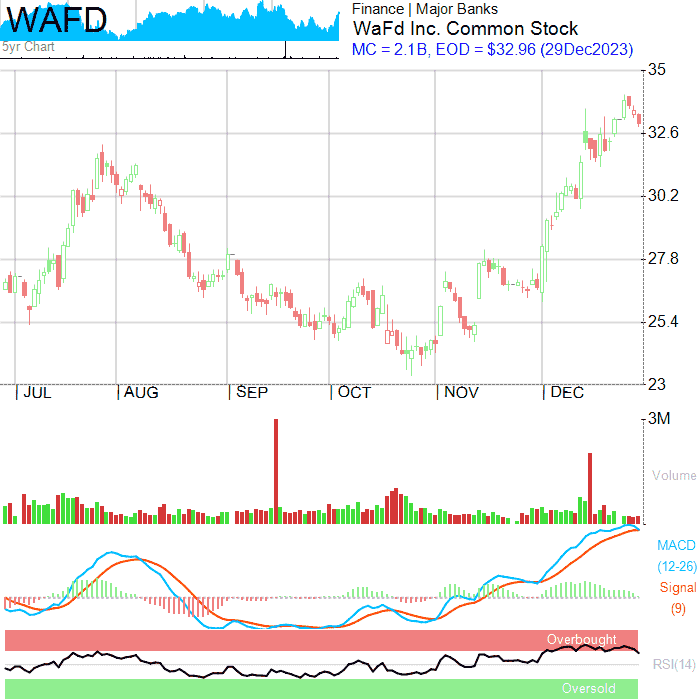 WAFD
5yr Chart
Finance | Major Banks
WaFd Inc. Common Stock
MC = 2.1B, EOD = $32.96 (29Dec2023)
35
32.6
30.2
27.8
25.4
23
JUL AUG SEP OCT NOV DEC
3M
Volume
MACD
(12-26)
Signal
(9)
Overbought
RSI(14)
Oversold